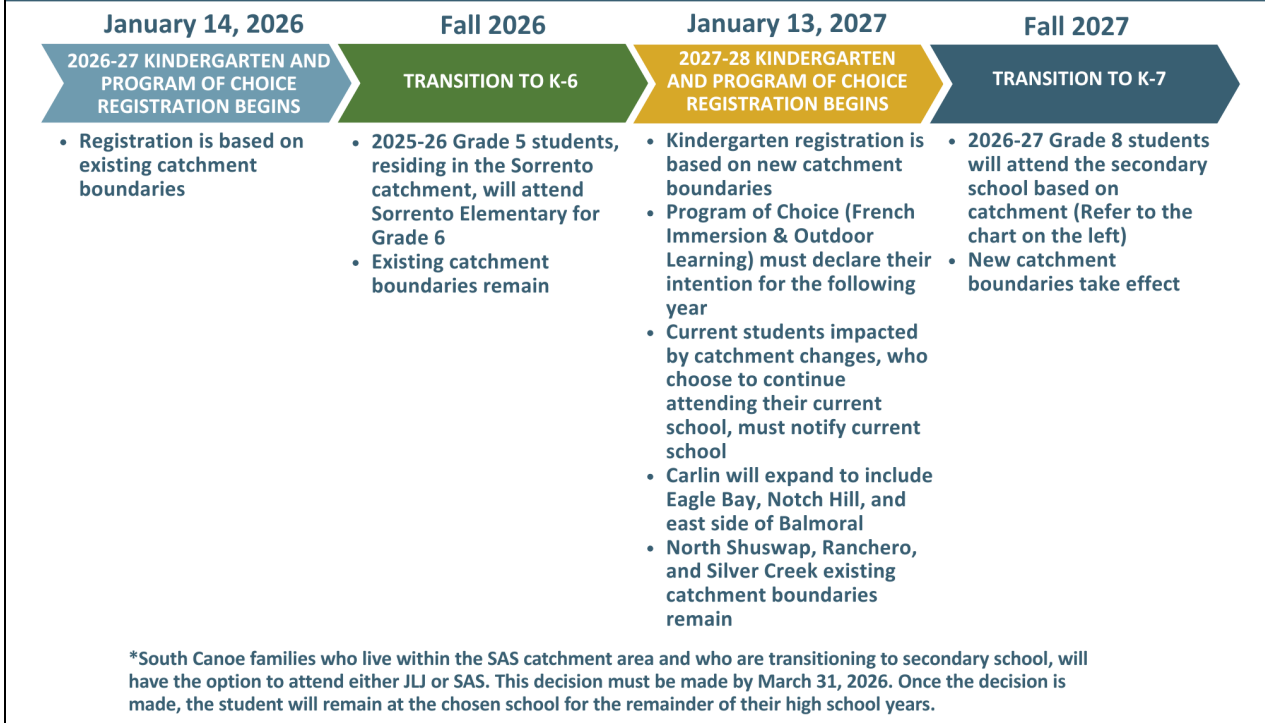 January 14, 2026
2026-27 KINDERGARTEN AND
PROGRAM OF CHOICE
REGISTRATION BEGINS
• Registration is based on
existing catchment
boundaries
Fall 2026
TRANSITION TO K-6
• 2025-26 Grade 5 students,
residing in the Sorrento
catchment, will attend
Sorrento Elementary for
Grade 6
• Existing catchment
boundaries remain
January 13, 2027
2027-28 KINDERGARTEN
AND PROGRAM OF CHOICE
REGISTRATION BEGINS
• Kindergarten registration is
based on new catchment
boundaries
• Program of Choice (French
Immersion & Outdoor
Learning) must declare their
intention for the following
year
• Current students impacted
by catchment changes, who
choose to continue
attending their current
school, must notify current
school
• Carlin will expand to include
Eagle Bay, Notch Hill, and
east side of Balmoral
• North Shuswap, Ranchero,
and Silver Creek existing
catchment boundaries
remain
Fall 2027
TRANSITION TO K-7
• 2026-27 Grade 8 students
will attend the secondary
school based on
catchment (Refer to the
chart on the left)
• New catchment
boundaries take effect
*South Canoe families who live within the SAS catchment area and who are transitioning to secondary school, will
have the option to attend either JLJ or SAS. This decision must be made by March 31, 2026. Once the decision is
made, the student will remain at the chosen school for the remainder of their high school years.